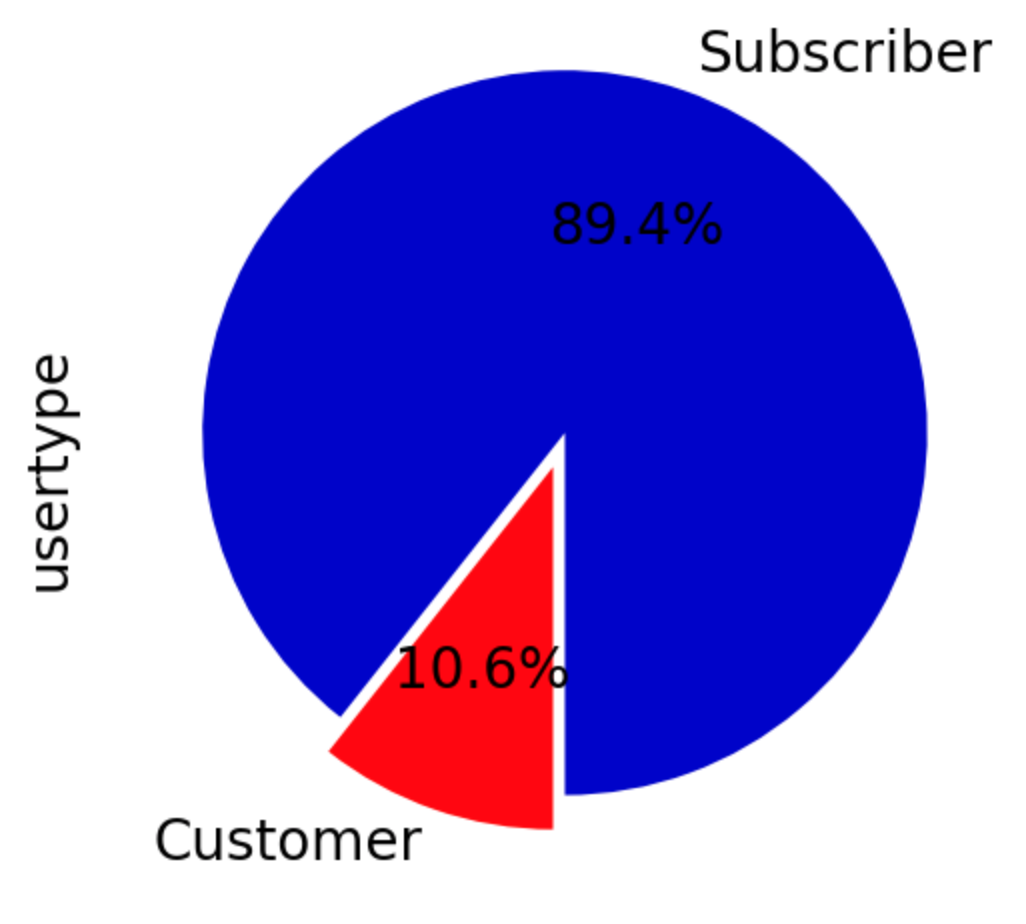 Subscriber
89.4%
usertype
10.6%
Customer